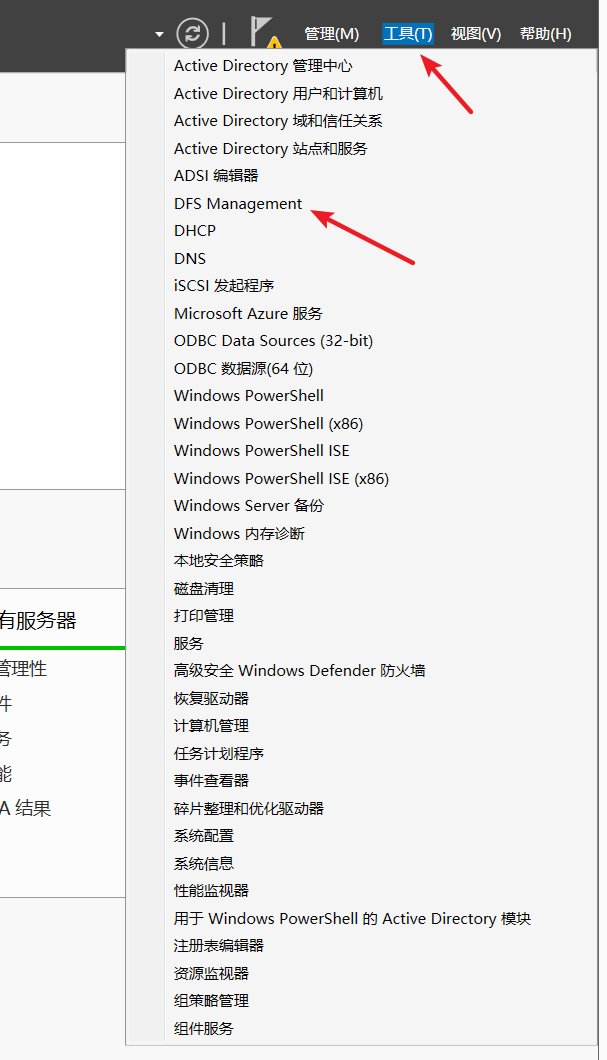 管理(M) 工具(T) 视图(V) 帮助(H)
Active Directory 管理中心
Active Directory 用户和计算机
Active Directory 域和信任关系
Active Directory 站点和服务
ADSI 编辑器
DFS Management
DHCP
DNS
iSCSI 发起程序
Microsoft Azure 服务
ODBC Data Sources (32-bit)
ODBC 数据源(64 位)
Windows PowerShell
Windows PowerShell (x86)
Windows PowerShell ISE
Windows PowerShell ISE (x86)
Windows Server 备份
Windows 内存诊断
本地安全策略
磁盘清理
打印管理
服务
高级安全 Windows Defender 防火墙
恢复驱动器
计算机管理
任务计划程序
事件查看器
碎片整理和优化驱动器
系统配置
系统信息
性能监视器
用于 Windows PowerShell 的 Active Directory 模块
注册表编辑器
资源监视器
组策略管理
组件服务
有服务器
管理性
件
务
能
A 结果